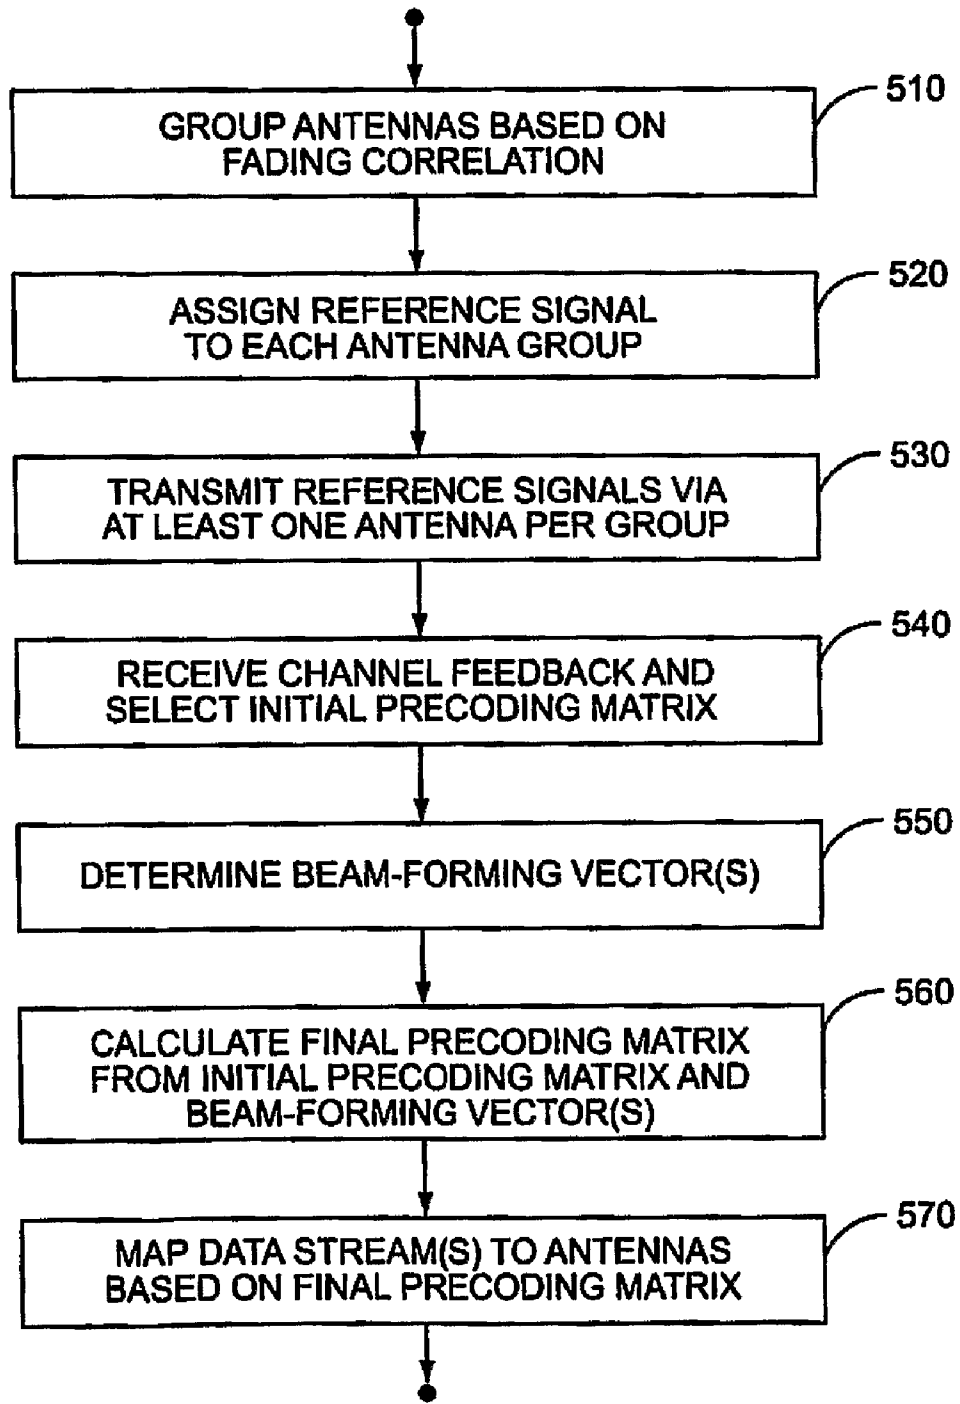 510
GROUP ANTENNAS BASED ON
FADING CORRELATION
520
ASSIGN REFERENCE SIGNAL
TO EACH ANTENNA GROUP
530
TRANSMIT REFERENCE SIGNALS VIA
AT LEAST ONE ANTENNA PER GROUP
540
RECEIVE CHANNEL FEEDBACK AND
SELECT INITIAL PRECODING MATRIX
550
DETERMINE BEAM-FORMING VECTOR(S)
560
CALCULATE FINAL PRECODING MATRIX
FROM INITIAL PRECODING MATRIX AND
BEAM-FORMING VECTOR(S)
570
MAP DATA STREAM(S) TO ANTENNAS
BASED ON FINAL PRECODING MATRIX